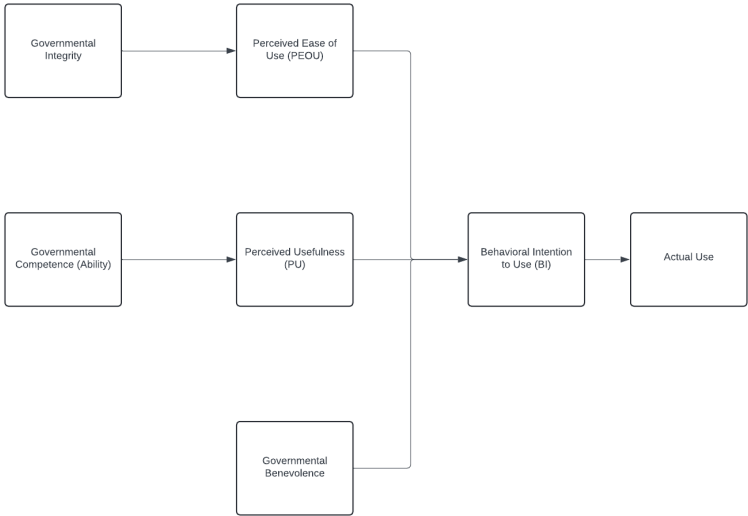 Governmental
Integrity
Perceived Ease of
Use (PEOU)
Governmental
Competence (Ability)
Perceived Usefulness
(PU)
Behavioral Intention
to Use (BI)
Actual Use
Governmental
Benevolence